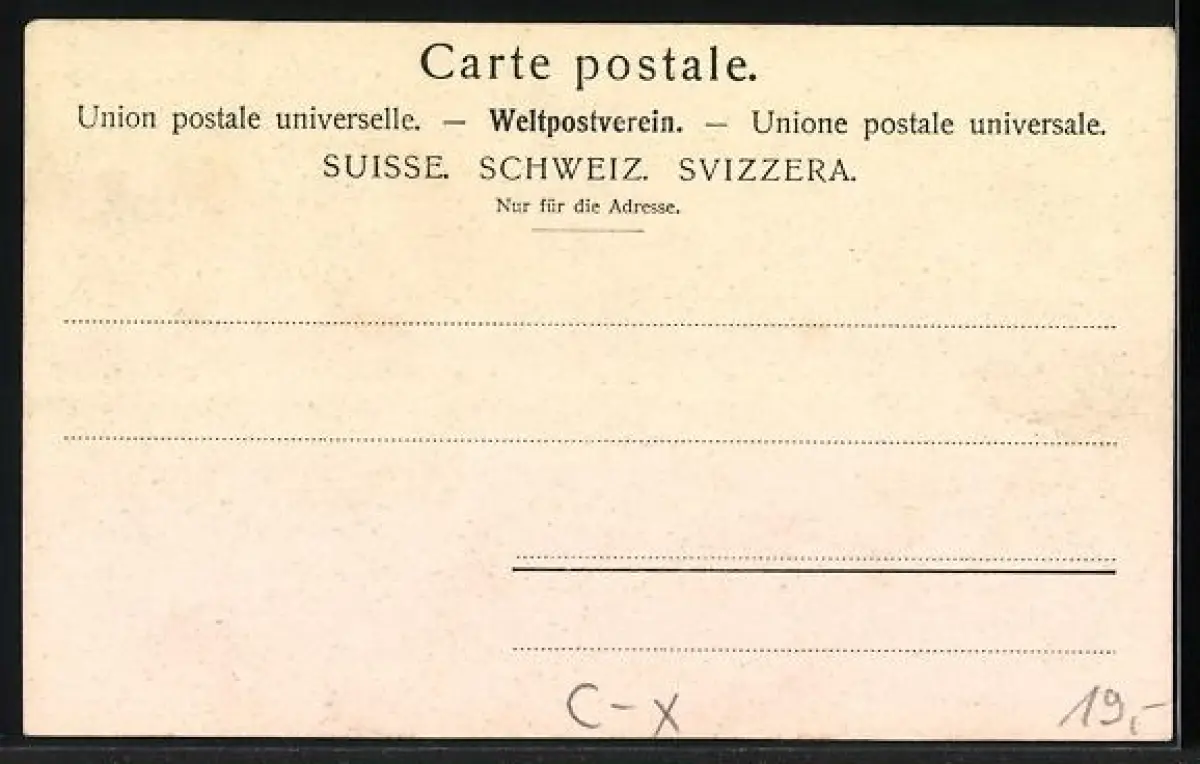 Carte postale.
Union postale universelle. — Weltpostverein. — Unione postale universale.
SUISSE. SCHWEIZ. SVIZZERA.
Nur für die Adresse.
C-X 19,-